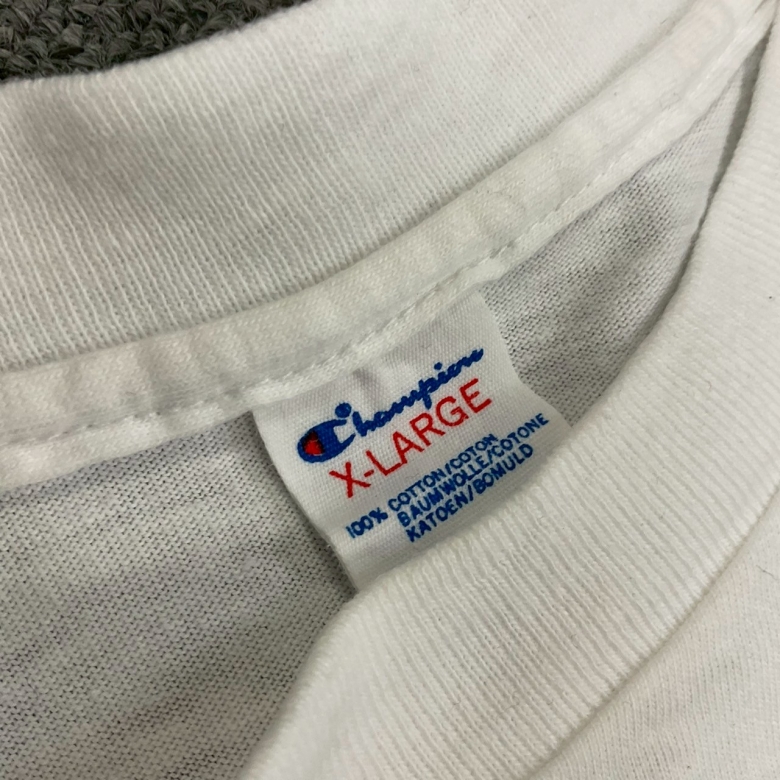 Champion®
X-LARGE
100% COTTON/COTON
BAUMWOLLE/COTONE
KATOEN/BOMULD